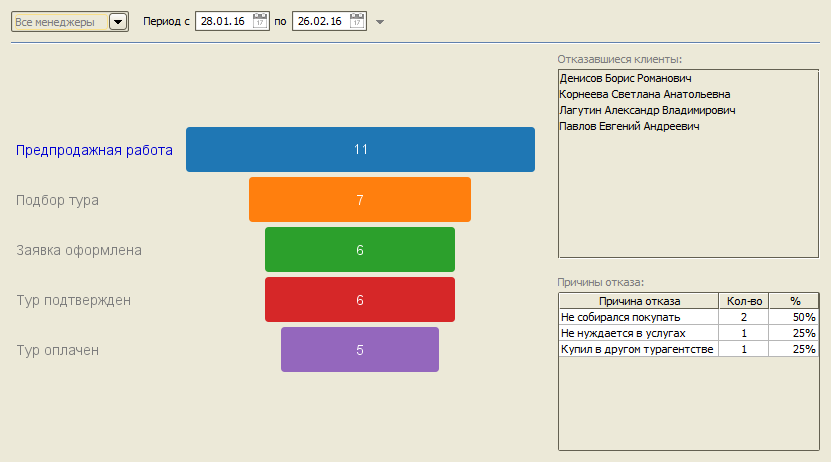 Все менеджеры Период с 28.01.16 17 по 26.02.16 17
Отказавшиеся клиенты:
Денисов Борис Романович
Корнеева Светлана Анатольевна
Лагутин Александр Владимирович
Павлов Евгений Андреевич
Предпродажная работа 11
Подбор тура 7
Заявка оформлена 6
Тур подтвержден 6
Тур оплачен 5
Причины отказа:
Причина отказа Кол-во %
Не собирался покупать 2 50%
Не нуждается в услугах 1 25%
Купил в другом турагентстве 1 25%